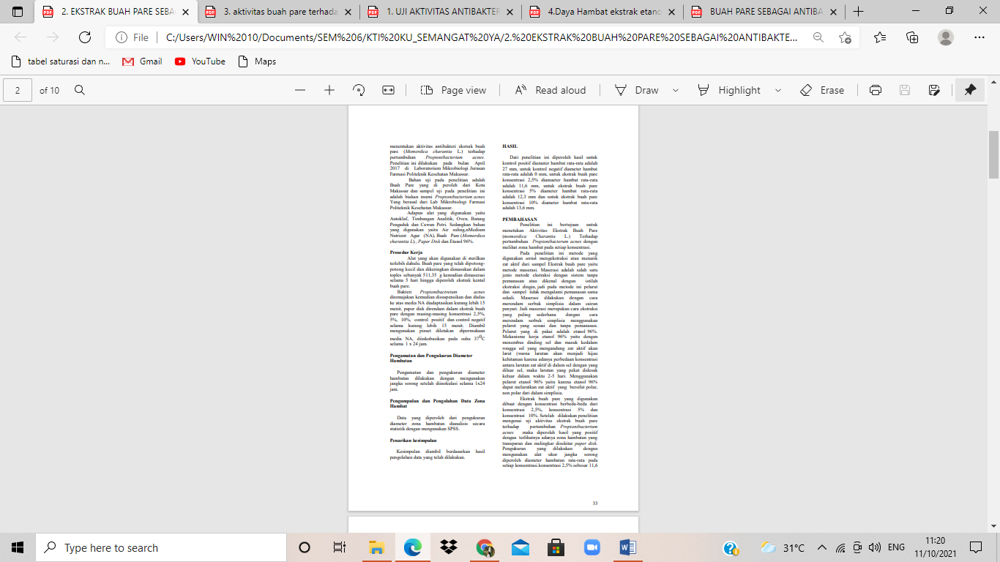 2. EKSTRAK BUAH PARE SEBA
3. aktivitas buah pare terhada
1. UJI AKTIVITAS ANTIBAKTER
4.Daya Hambat ekstrak etano
BUAH PARE SEBAGAI ANTIBA
File
C:/Users/WIN%2010/Documents/SEM%206/KTI%20KU_SEMANGAT%20YA/2.%20EKSTRAK%20BUAH%20PARE%20SEBAGAI%20ANTIBAKTE...
tabel saturasi dan n...
Gmail
YouTube
Maps
2
of 10
Page view
Read aloud
Draw
Highlight
Erase
menentukan aktivitas antibakteri ekstrak buah
pare (Momordica charantia L.) terhadap
pertumbuhan Propionibacterium acnes.
Penelitian ini dilakukan pada bulan April
2017 di Laboratorium Mikrobiologi Jurusan
Farmasi Politeknik Kesehatan Makassar.
Bahan uji pada penelitian adalah
Buah Pare yang di peroleh dari Kota
Makassar dan sampel uji pada penelitian ini
adalah biakan murni Propionibacterium acnes
Yang berasal dari Lab Mikrobiologi Farmasi
Politeknik Kesehatan Makassar.
Adapun alat yang digunakan yaitu
Autoklaf, Timbangan Analitik, Oven, Batang
Pengaduk dan Cawan Petri. Sedangkan bahan
yang digunakan yaitu Air suling,nMedium
Nutrient Agar (NA), Buah Pare (Momordica
charantia L)., Paper Disk dan Etanol 96%.
Prosedur Kerja
Alat yang akan digunakan di sterilkan
terlebih dahulu. Buah pare yang telah dipotong-
potong kecil dan dikeringkan dimasukan dalam
toples sebanyak 511,35 g kemudian dimaserasi
selama 5 hari hingga diperoleh ekstrak kental
buah pare.
Bakteri Propionibactresium acnes
diremajakan kemudian disuspensikan dan diulas
ke atas media NA diadaptasikan kurang lebih 15
menit, paper disk direndam dalam ekstrak buah
pare dengan masing-masing konsentrasi 2,5%,
5%, 10%, control positif dan control negatif
selama kurang lebih 15 menit. Diambil
mengunakan pinset diletakan dipermukaan
media NA, diinkubasikan pada suhu 37⁰C
selama 1 x 24 jam.
Pengamatan dan Pengukuran Diameter
Hambatan
Pengamatan dan pengukuran diameter
hambatan dilakukan dengan mengunakan
jangka sorong setelah diinokulasi selama 1x24
jam.
Pengumpulan dan Pengolahan Data Zona
Hambat
Data yang diperoleh dari pengukuran
diameter zona hambatan dianalisis secara
statistik dengan mengunakan SPSS.
Penarikan kesimpulan
Kesimpulan diambil berdasarkan hasil
pengolahan data yang telah dilakukan.
HASIL
Dari penelitian ini diperoleh hasil untuk
kontrol positif diameter hambat rata-rata adalah
27 mm, untuk kontrol negatif diameter hambat
rata-rata adalah 0 mm, untuk ekstrak buah pare
konsentrasi 2,5% diamaeter hambat rata-rata
adalah 11,6 mm, untuk ekstrak buah pare
konsentrasi 5% diameter hambat rata-rata
adalah 12,3 mm dan untuk ekstrak buah pare
konsentrasi 10% diameter hambat rata-rata
adalah 13,6 mm.
PEMBAHASAN
Penelitian ini bertujuan untuk
menetukan Aktivitas Ekstrak Buah Pare
(momordica Charantia L.) Terhadap
pertumbuhan Propionibacterum acnes dengan
melihat zona hambat pada setiap konsentrasi.
Pada penelitian ini metode yang
digunakan untuk mengekstraksi atau menarik
zat aktif dari sampel Ekstrak buah pare yaitu
metode maserasi. Maserasi adalah salah satu
jenis metode ekstraksi dengan sistem tanpa
pemanasan atau dikenal dengan istilah
ekstraksi dingin, jadi pada metode ini pelarut
dan sampel tidak mengalami pemanasan sama
sekali. Maserasi dilakukan dengan cara
merendam serbuk simplisia dalam cairan
penyari. Jadi maserasi merupakan cara ekstraksi
yang paling sederhana dengan cara
merendam serbuk simplisia menggunakan
pelarut yang sesuai dan tanpa pemanasan.
Pelarut yang di pakai adalah etanol 96%.
Mekanisme kerja etanol 96% yaitu dengan
menembus dinding sel dan masuk kedalam
rongga sel yang mengandung zat aktif akan
larut (warna larutan akan menjadi hijau
kehitaman karena adanya perbedaan konsentrasi
antara larutan zat aktif di dalam sel dengan yang
diluar sel, maka larutan yang pekat didesak
keluar dalam waktu 2-5 hari. Menggunakan
pelarut etanol 96% yaitu karena etanol 96%
dapat melarutkan zat aktif yang bersifat polar,
non polar dari dalam simplisia.
Ekstrak buah pare yang digunakan
dibuat dengan konsentrasi berbeda-beda dari
konsentrasi 2,5%, konsentrasi 5% dan
konsentrasi 10%. Setelah dilakukan penelitian
mengenai uji aktivitas ekstrak buah pare
terhadap pertumbuhan Propionibacterium
acnes maka diperoleh hasil yang positif
dengan terlihatnya adanya zona hambatan yang
transparan dan melingkar disekitar paper disk.
Pengukuran yang dilakukan dengan
mengunakan alat ukur jangka sorong
diperoleh diameter hambatan rata-rata pada
setiap konsentrasi.konsentrasi 2,5% sebesar 11,6
33
Type here to search
31°C
ENG
11:20
11/10/2021